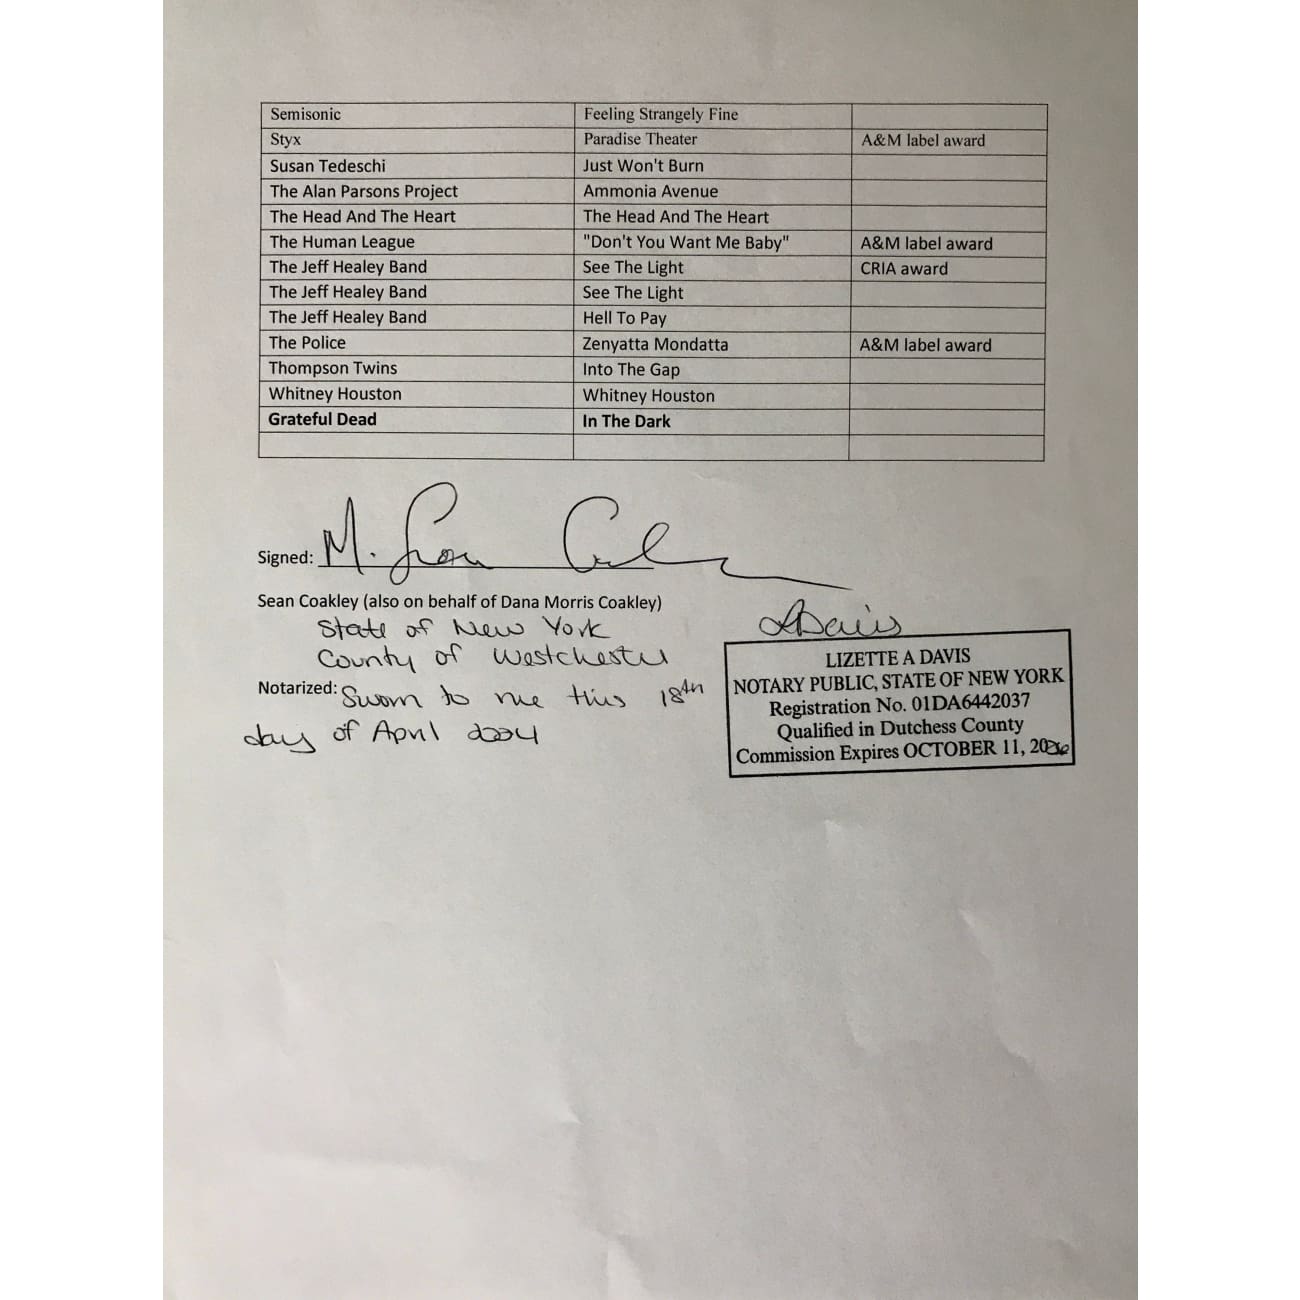 Semisonic Feeling Strangely Fine
Styx Paradise Theater A&M label award
Susan Tedeschi Just Won't Burn
The Alan Parsons Project Ammonia Avenue
The Head And The Heart The Head And The Heart
The Human League "Don't You Want Me Baby" A&M label award
The Jeff Healey Band See The Light CRIA award
The Jeff Healey Band See The Light
The Jeff Healey Band Hell To Pay
The Police Zenyatta Mondatta A&M label award
Thompson Twins Into The Gap
Whitney Houston Whitney Houston
Grateful Dead In The Dark
Signed: M.
Sean Coakley (also on behalf of Dana Morris Coakley)
State of New York
County of Westchester
Notarized: Sworn to me this 18th
day of April 2024
LDavis
LIZETTE A DAVIS
NOTARY PUBLIC, STATE OF NEW YORK
Registration No. 01DA6442037
Qualified in Dutchess County
Commission Expires OCTOBER 11, 2026